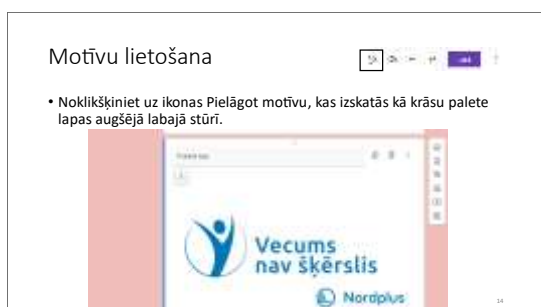 Motīvu lietošana
• Noklikšķiniet uz ikonas Pielāgot motīvu, kas izskatās kā krāsu palete
lapas augšējā labajā stūrī.
Vecums
nav šķērslis
Nordplus
14